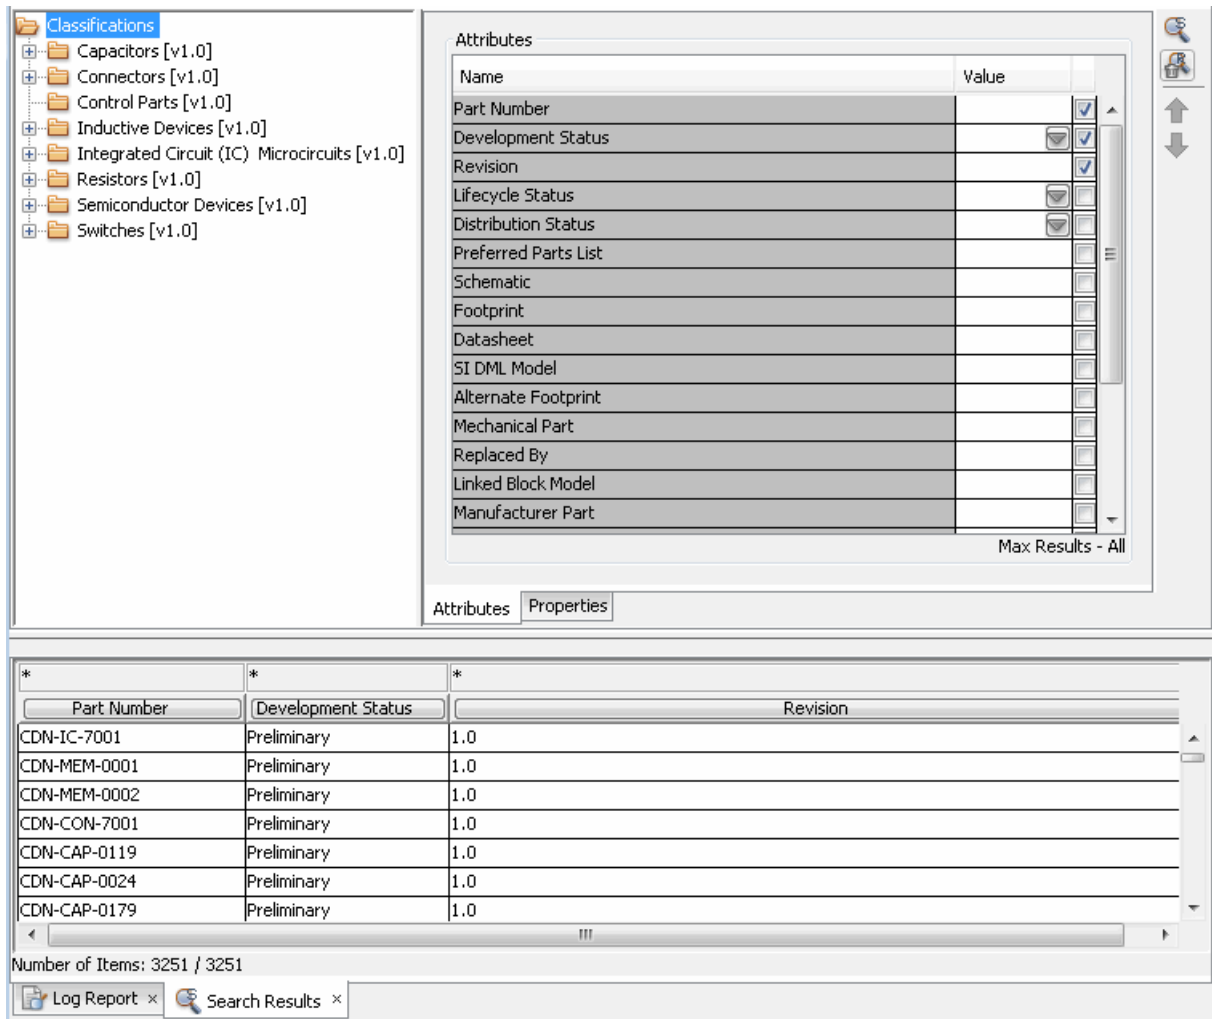 Classifications
Capacitors [v1.0]
Connectors [v1.0]
Control Parts [v1.0]
Inductive Devices [v1.0]
Integrated Circuit (IC)  Microcircuits [v1.0]
Resistors [v1.0]
Semiconductor Devices [v1.0]
Switches [v1.0]
Attributes
Name Value
Part Number
Development Status
Revision
Lifecycle Status
Distribution Status
Preferred Parts List
Schematic
Footprint
Datasheet
SI DML Model
Alternate Footprint
Mechanical Part
Replaced By
Linked Block Model
Manufacturer Part
Max Results - All
Attributes Properties
* * *
Part Number Development Status Revision
CDN-IC-7001 Preliminary 1.0
CDN-MEM-0001 Preliminary 1.0
CDN-MEM-0002 Preliminary 1.0
CDN-CON-7001 Preliminary 1.0
CDN-CAP-0119 Preliminary 1.0
CDN-CAP-0024 Preliminary 1.0
CDN-CAP-0179 Preliminary 1.0
Number of Items: 3251 / 3251
Log Report × Search Results ×